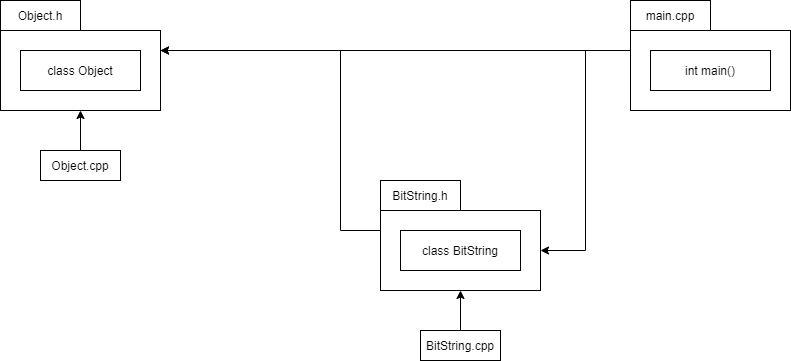 Object.h
main.cpp
class Object
int main()
Object.cpp
BitString.h
class BitString
BitString.cpp